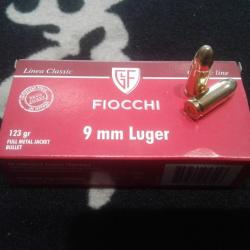 Linea Classic
GF
FIOCCHI
123 gr
FULL METAL JACKET
BULLET
9 mm Luger